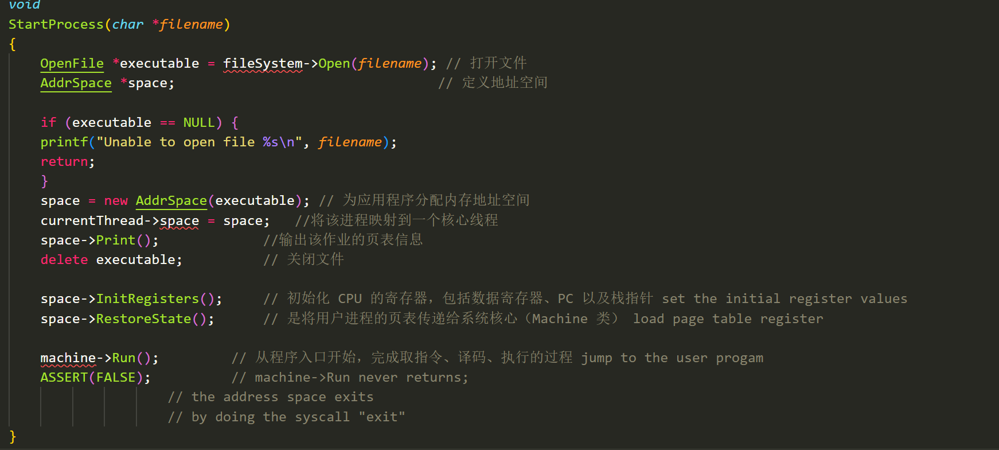 void
StartProcess(char *filename)
{
    OpenFile *executable = fileSystem->Open(filename); // 打开文件
    AddrSpace *space;                                 // 定义地址空间
    if (executable == NULL) {
    printf("Unable to open file %s\n", filename);
    return;
    }
    space = new AddrSpace(executable); // 为应用程序分配内存地址空间
    currentThread->space = space;   //将该进程映射到一个核心线程
    space->Print();             //输出该作业的页表信息
    delete executable;          // 关闭文件
    space->InitRegisters();     // 初始化 CPU 的寄存器，包括数据寄存器、PC 以及栈指针 set the initial register values
    space->RestoreState();      // 是将用户进程的页表传递给系统核心（Machine 类） load page table register
    machine->Run();         // 从程序入口开始，完成取指令、译码、执行的过程 jump to the user progam
    ASSERT(FALSE);          // machine->Run never returns;
                    // the address space exits
                    // by doing the syscall "exit"
}